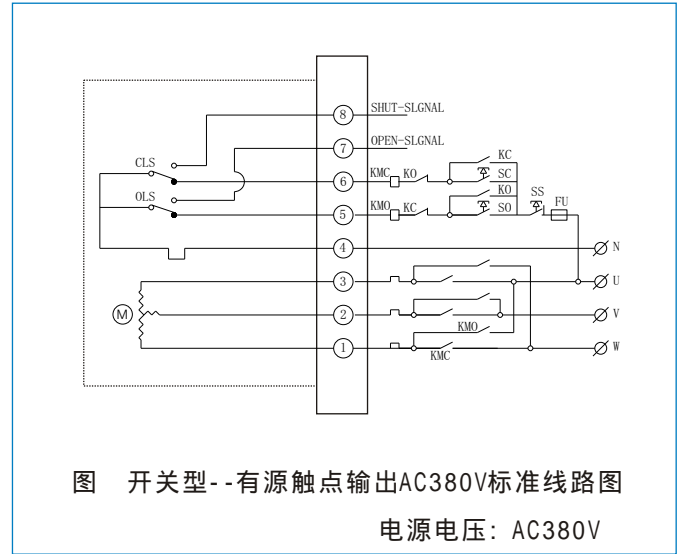 8 SHUT-SLGNAL
7 OPEN-SLGNAL
CLS 6 KMC KO KC SC
OLS 5 KMO KC KO SO SS FU
4 N
3 U
M 2 V
1 KMO KMC W
图 开关型--有源触点输出AC380V标准线路图
电源电压: AC380V